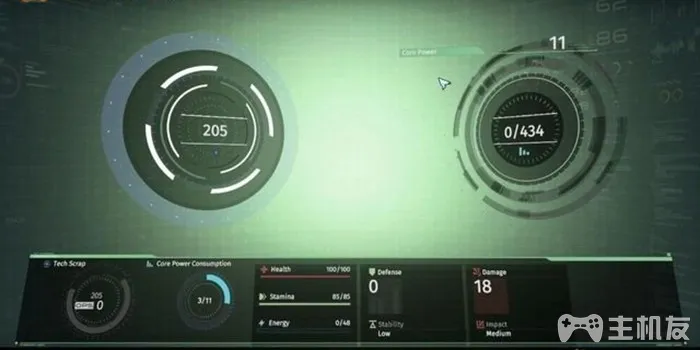 11
Core Power
205
0/434
Tech Scrap
205
0
Core Power Consumption
3/11
Health 100/100
Stamina 85/85
Energy 0/48
Defense
0
Stability
Low
Damage
18
Impact
Medium
主机友